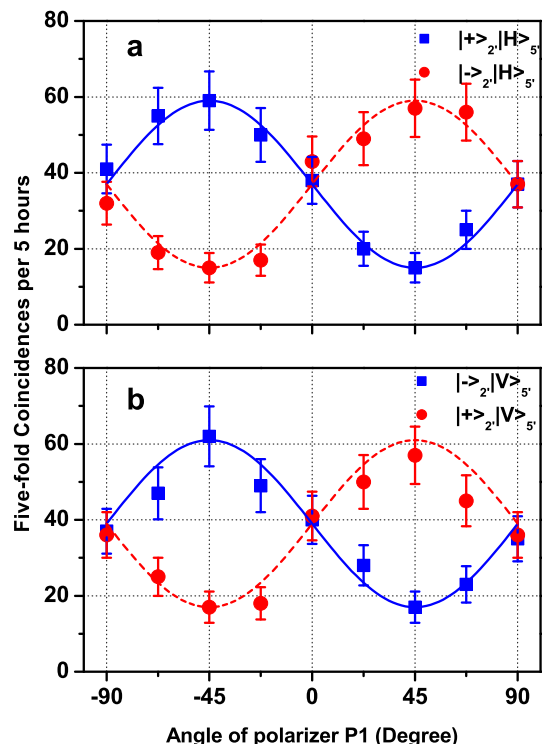 80
a
|+>2'|H>5'
|->2'|H>5'
60
40
20
0
80
b
|->2'|V>5'
|+>2'|V>5'
60
40
20
0
-90 -45 0 45 90
Angle of polarizer P1 (Degree)
Five-fold Coincidences per 5 hours